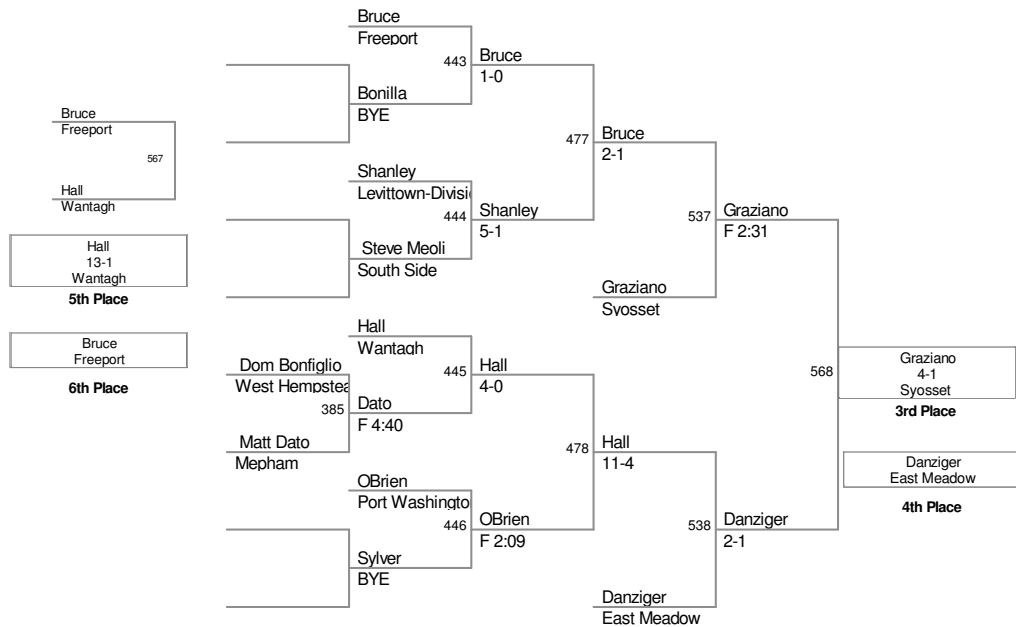 Bruce
Freeport
443
Bruce
1-0
Bonilla
BYE
Bruce
Freeport
567
Hall
Wantagh
477
Bruce
2-1
Shanley
Levittown-Divisi
444
Shanley
5-1
537
Graziano
F 2:31
Steve Meoli
South Side
Hall
13-1
Wantagh
5th Place
Graziano
Syosset
Bruce
Freeport
6th Place
Hall
Wantagh
Dom Bonfiglio
West Hempstea
445
Hall
4-0
385
Dato
F 4:40
Matt Dato
Mepham
568
Graziano
4-1
Syosset
3rd Place
478
Hall
11-4
Danziger
East Meadow
4th Place
OBrien
Port Washingto
446
OBrien
F 2:09
538
Danziger
2-1
Sylver
BYE
Danziger
East Meadow